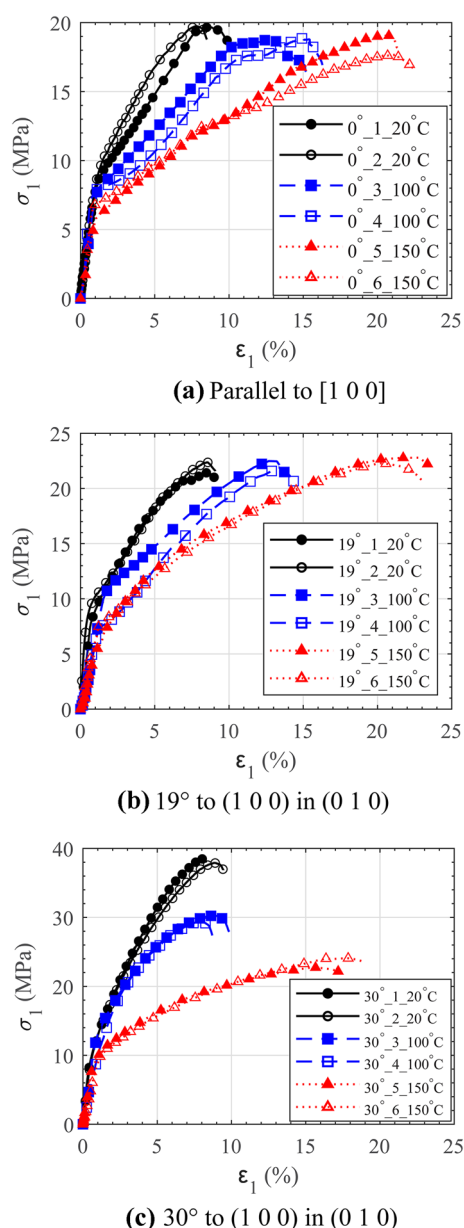 20
15
10
5
0
σ1 (MPa)
0°_1_20°C
0°_2_20°C
0°_3_100°C
0°_4_100°C
0°_5_150°C
0°_6_150°C
0 5 10 15 20 25
ε1 (%)
(a) Parallel to [1 0 0]
25
20
15
10
5
0
σ1 (MPa)
19°_1_20°C
19°_2_20°C
19°_3_100°C
19°_4_100°C
19°_5_150°C
19°_6_150°C
0 5 10 15 20 25
ε1 (%)
(b) 19° to (1 0 0) in (0 1 0)
40
30
20
10
0
σ1 (MPa)
30°_1_20°C
30°_2_20°C
30°_3_100°C
30°_4_100°C
30°_5_150°C
30°_6_150°C
0 5 10 15 20 25
ε1 (%)
(c) 30° to (1 0 0) in (0 1 0)